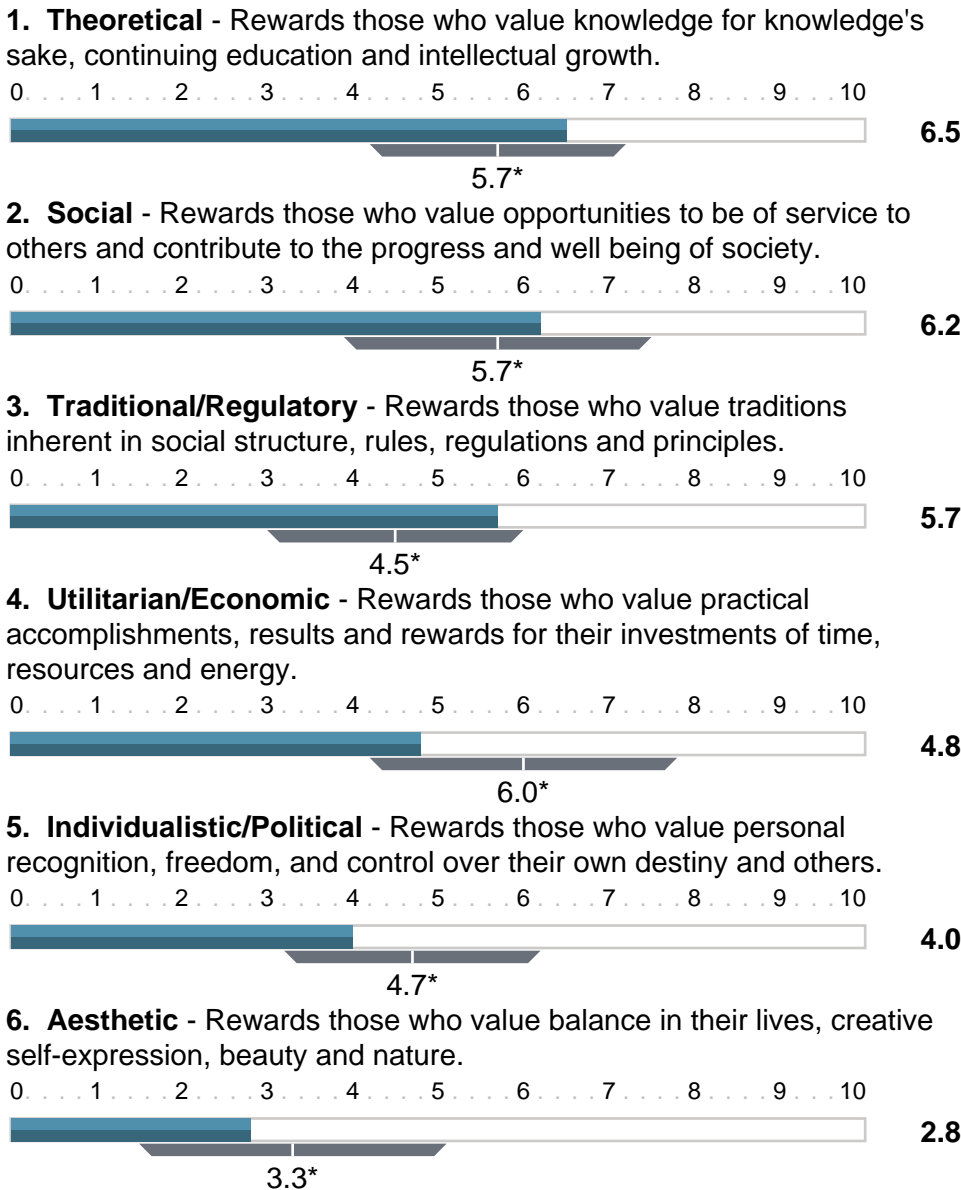 1. Theoretical - Rewards those who value knowledge for knowledge's
sake, continuing education and intellectual growth.
0. . . . 1 . . . . 2 . . . . 3 . . . . 4 . . . . 5 . . . . 6 . . . . 7 . . . . 8 . . . . 9 . . . 10
6.5
5.7*
2. Social - Rewards those who value opportunities to be of service to
others and contribute to the progress and well being of society.
0. . . . 1 . . . . 2 . . . . 3 . . . . 4 . . . . 5 . . . . 6 . . . . 7 . . . . 8 . . . . 9 . . . 10
6.2
5.7*
3. Traditional/Regulatory - Rewards those who value traditions
inherent in social structure, rules, regulations and principles.
0. . . . 1 . . . . 2 . . . . 3 . . . . 4 . . . . 5 . . . . 6 . . . . 7 . . . . 8 . . . . 9 . . . 10
5.7
4.5*
4. Utilitarian/Economic - Rewards those who value practical
accomplishments, results and rewards for their investments of time,
resources and energy.
0. . . . 1 . . . . 2 . . . . 3 . . . . 4 . . . . 5 . . . . 6 . . . . 7 . . . . 8 . . . . 9 . . . 10
4.8
6.0*
5. Individualistic/Political - Rewards those who value personal
recognition, freedom, and control over their own destiny and others.
0. . . . 1 . . . . 2 . . . . 3 . . . . 4 . . . . 5 . . . . 6 . . . . 7 . . . . 8 . . . . 9 . . . 10
4.0
4.7*
6. Aesthetic - Rewards those who value balance in their lives, creative
self-expression, beauty and nature.
0. . . . 1 . . . . 2 . . . . 3 . . . . 4 . . . . 5 . . . . 6 . . . . 7 . . . . 8 . . . . 9 . . . 10
2.8
3.3*